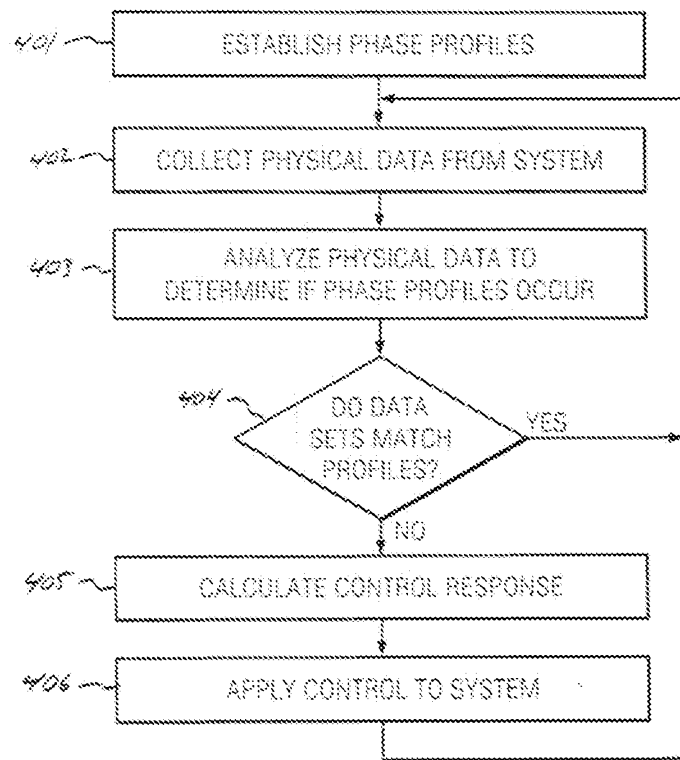 401
ESTABLISH PHASE PROFILES
402
COLLECT PHYSICAL DATA FROM SYSTEM
403
ANALYZE PHYSICAL DATA TO
DETERMINE IF PHASE PROFILES OCCUR
404
DO DATA
SETS MATCH
PROFILES?
YES
NO
405
CALCULATE CONTROL RESPONSE
406
APPLY CONTROL TO SYSTEM